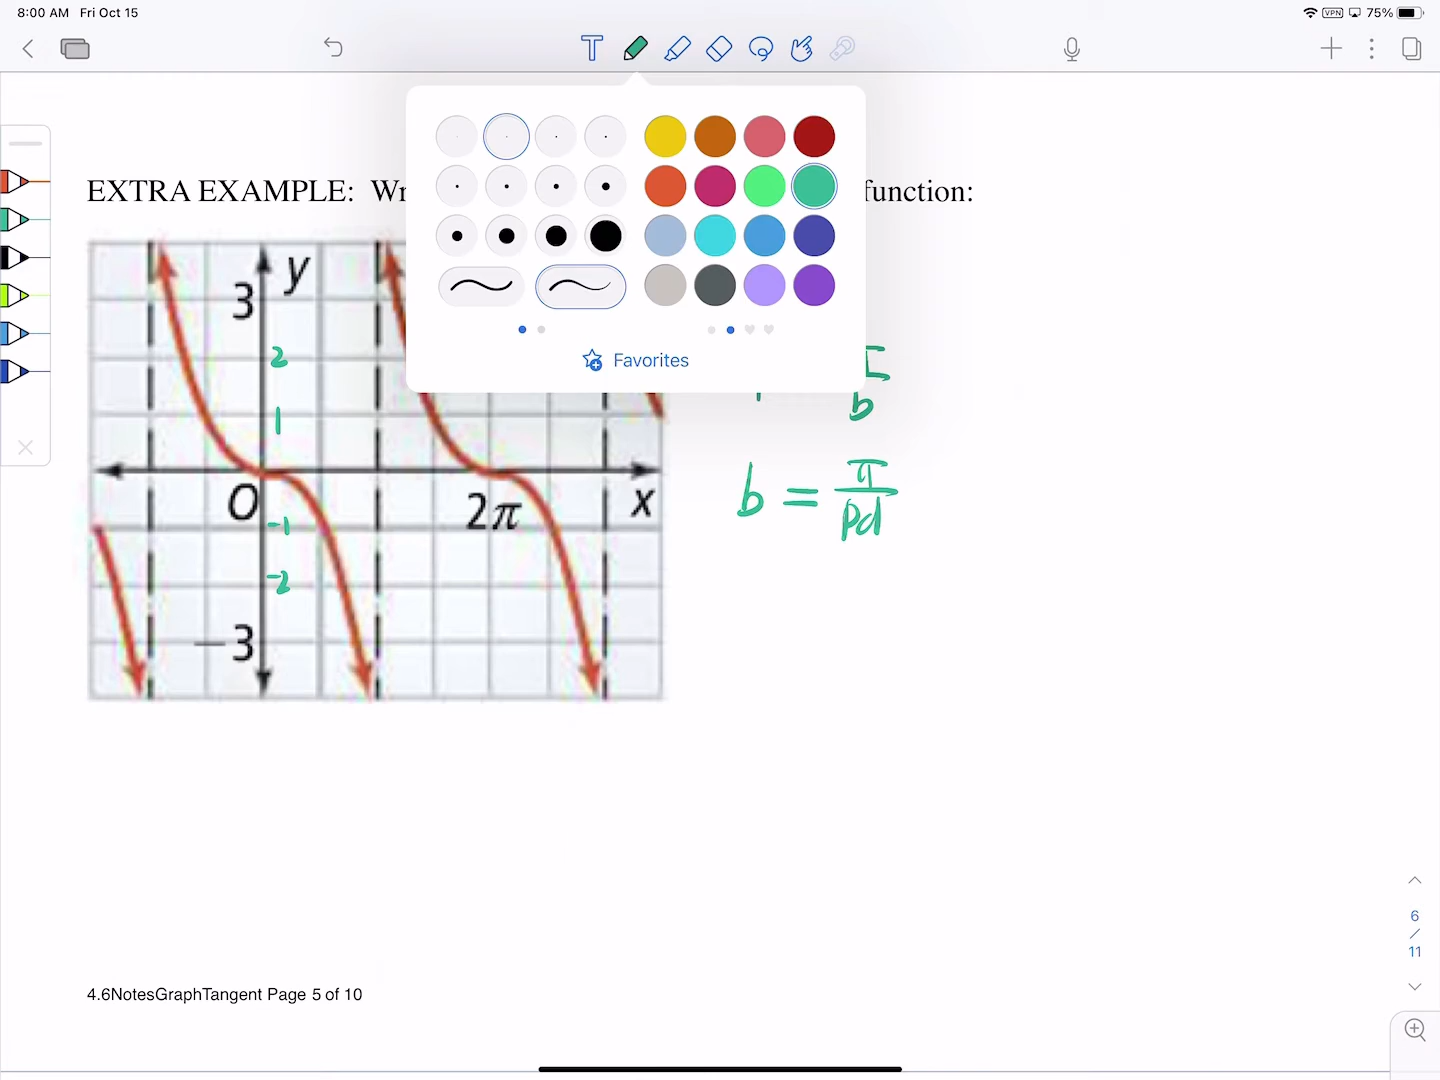 8:00 AM Fri Oct 15
VPN 75%
T
EXTRA EXAMPLE: Wr function:
Favorites
y
3
2
1
O
2π
x
-1
-2
-3
b
b = π/pd
6
/
11
4.6NotesGraphTangent Page 5 of 10